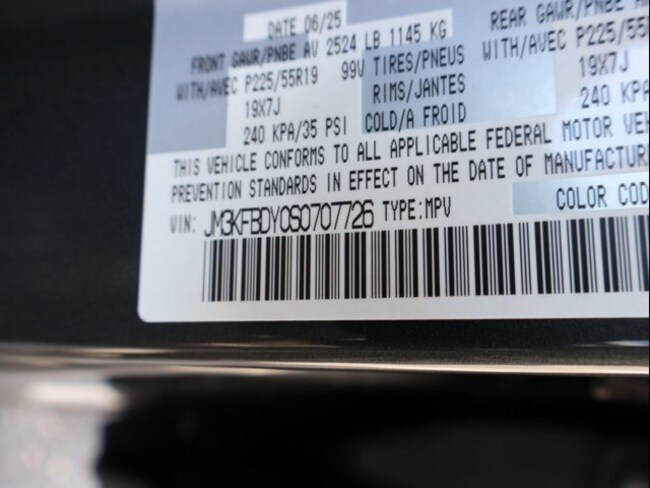 DATE 06/25
FRONT GAWR/PNBE AV 2524 LB 1145 KG
WITH/AVEC P225/55R19 99V TIRES/PNEUS
19X7J RIMS/JANTES
240 KPA/35 PSI COLD/A FROID
REAR GAWR/PNBE
WITH/AVEC P225/55
19X7J
240 KPA
THIS VEHICLE CONFORMS TO ALL APPLICABLE FEDERAL MOTOR VEH
PREVENTION STANDARDS IN EFFECT ON THE DATE OF MANUFACTUR
COLOR COD
VIN: JM3KFBDY0S0707726 TYPE:MPV